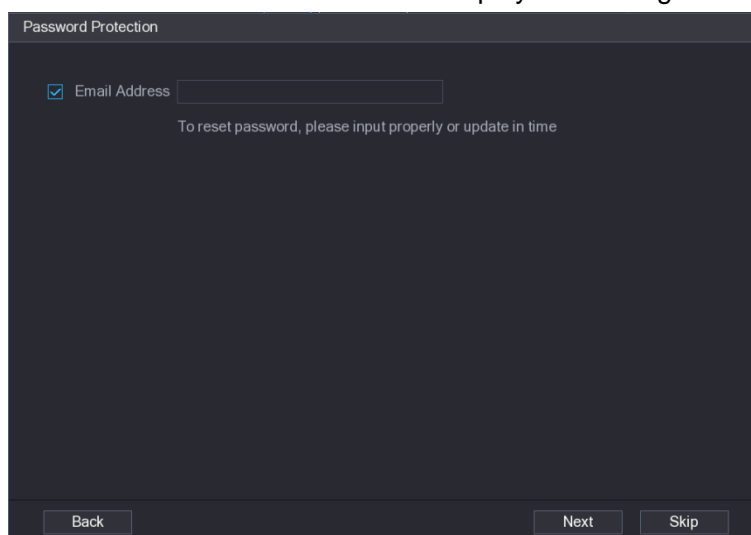 Password Protection
Email Address
To reset password, please input properly or update in time
Back Next Skip